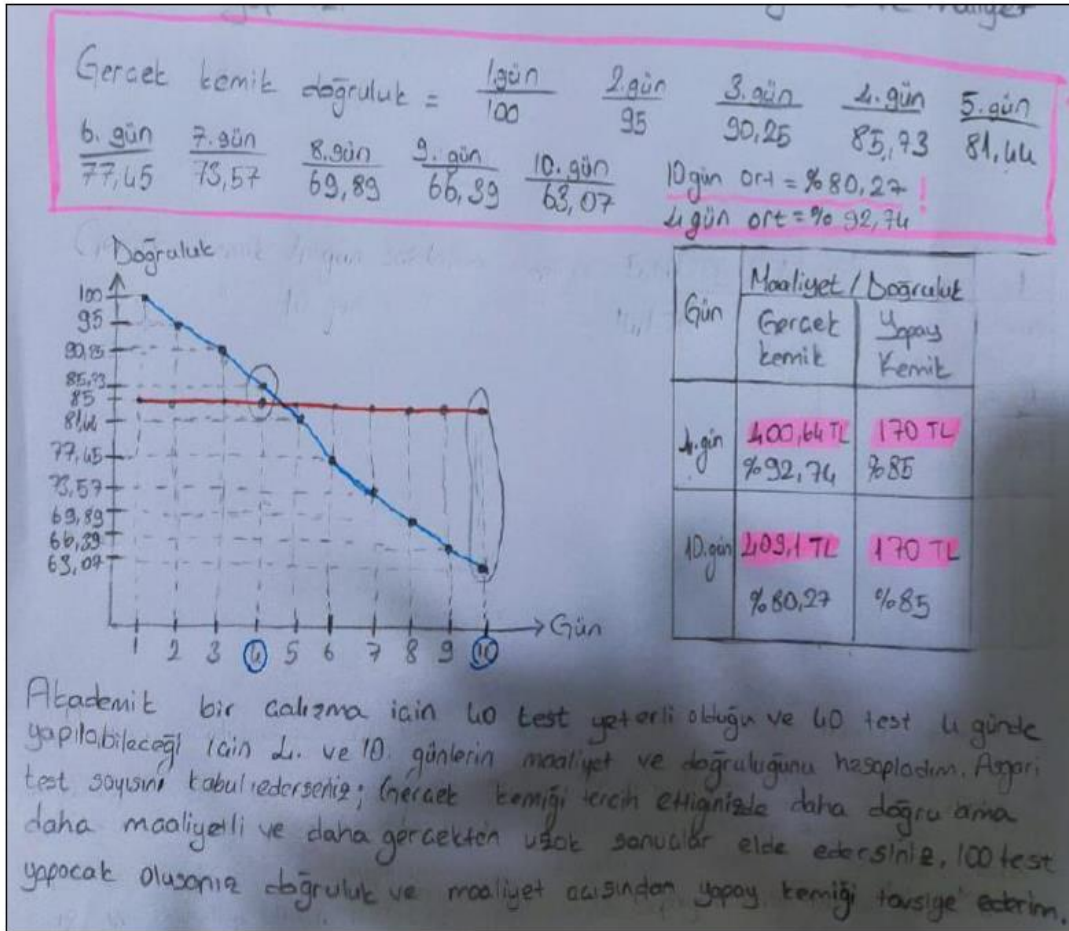 Gerçek kemik doğruluk = 1.gün 2.gün 3.gün 4.gün 5.gün
100 95 90,25 85,73 81,44
6. gün 7.gün 8.gün 9. gün 10. gün
77,45 73,57 69,89 66,39 63,07
10gün ort = %80,27 !
4 gün ort = % 92,74
Doğruluk
100
95
90,25
85,73
85
81,44
77,45
73,57
69,89
66,39
63,07
1 2 3 4 5 6 7 8 9 10
Gün
Gün Maaliyet / Doğruluk
Gerçek kemik Yapay Kemik
4.gün 400,64 TL 170 TL
%92,74 %85
10.gün 409,1 TL 170 TL
%80,27 %85
Akademik bir çalışma için 40 test yeterli olduğu ve 40 test 4 günde
yapılabileceği için 4. ve 10. günlerin maaliyet ve doğruluğunu hesapladım. Asgari
test sayısını kabul ederseniz; Gerçek kemiği tercih ettiğinizde daha doğru ama
daha maaliyetli ve daha gerçekten uzak sonuçlar elde edersiniz. 100 test
yapacak olusanız doğruluk ve maaliyet açısından yapay kemiği tavsiye ederim.